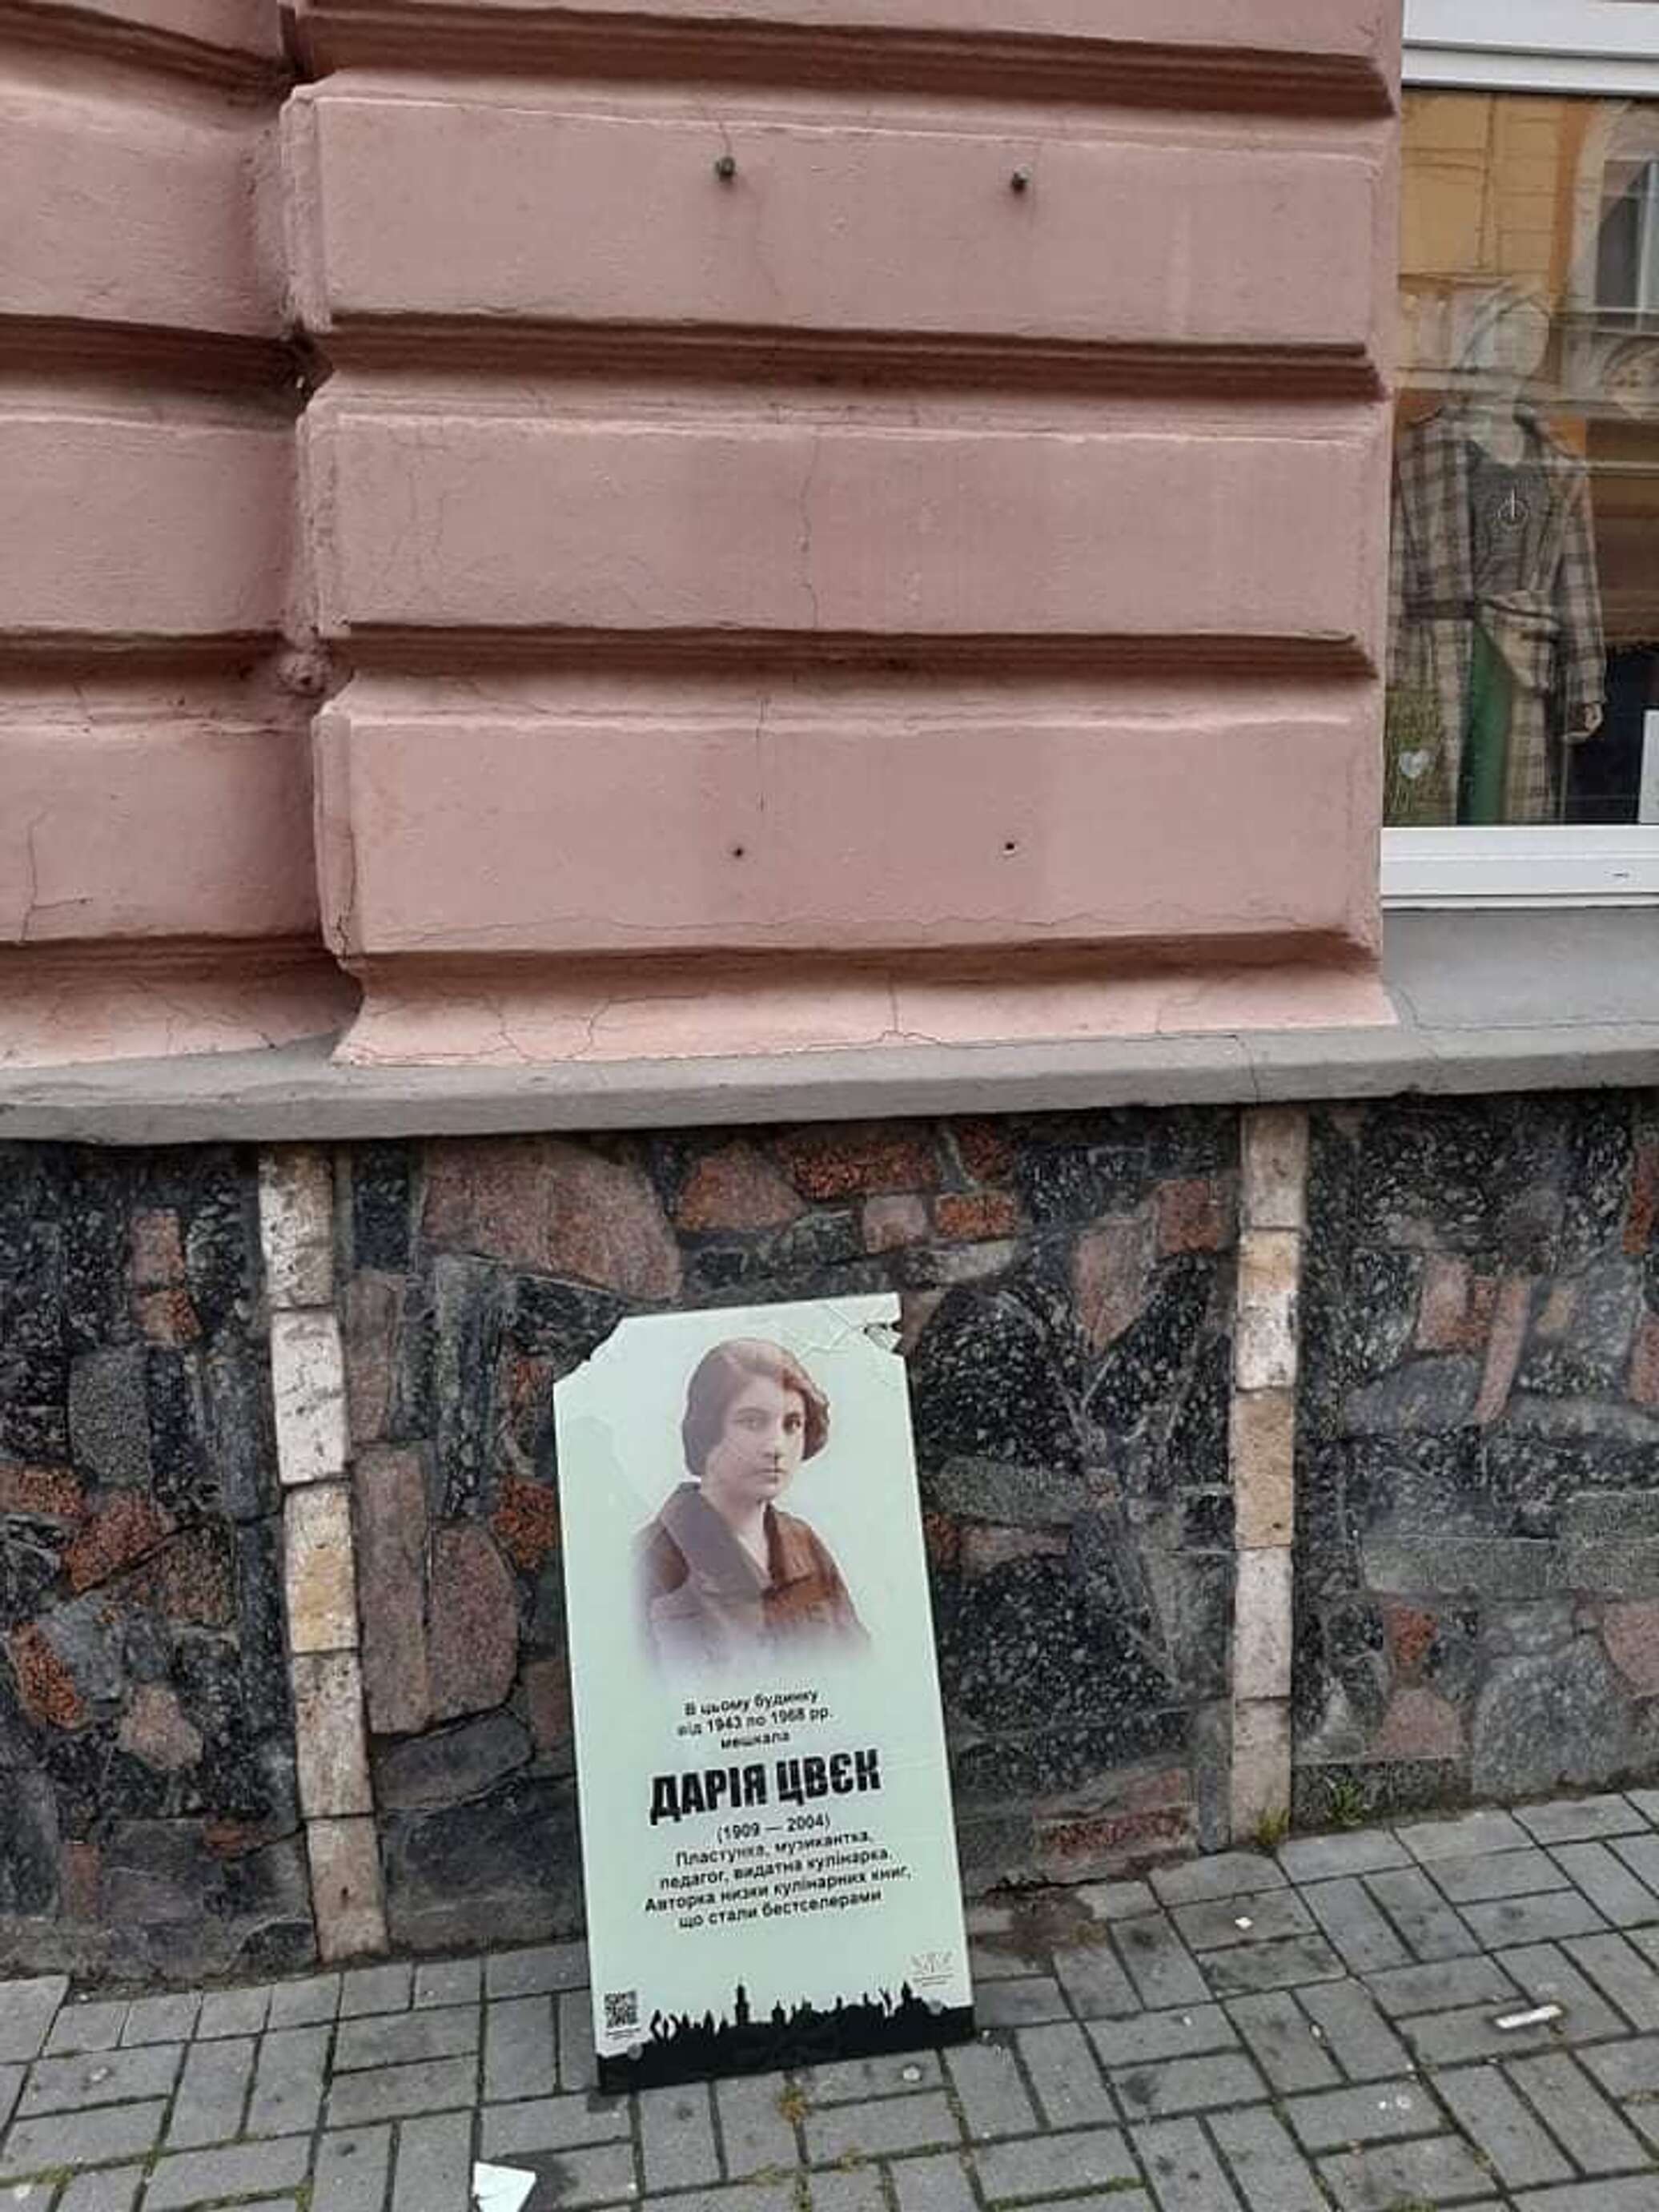 В цьому будинку
від 1943 по 1968 рр.
мешкала
ДАРІЯ ЦВЄК
(1909 — 2004)
Пластунка, музикантка,
педагог, видатна кулінарка.
Авторка низки кулінарних книг,
що стали бестселерами